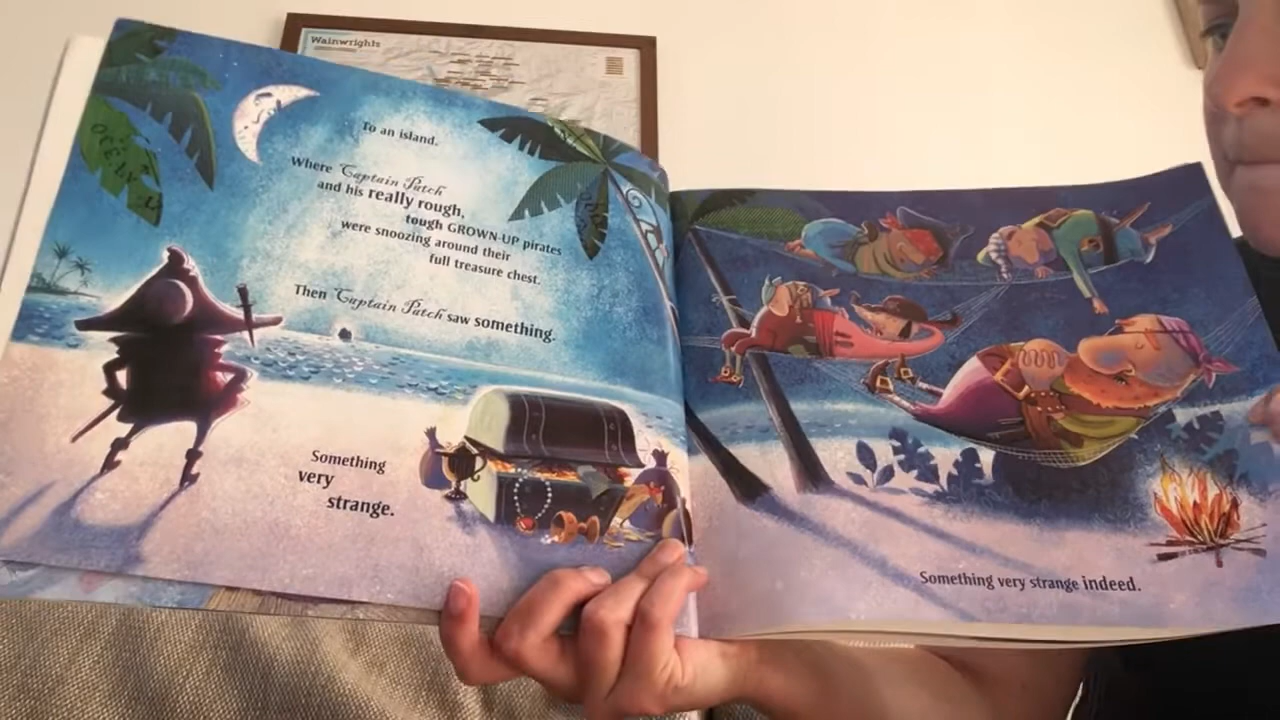 Wainwrights
To an island.
Where Captain Patch
and his really rough,
tough GROWN-UP pirates
were snoozing around their
full treasure chest.
Then Captain Patch saw something.
Something
very
strange.
Something very strange indeed.